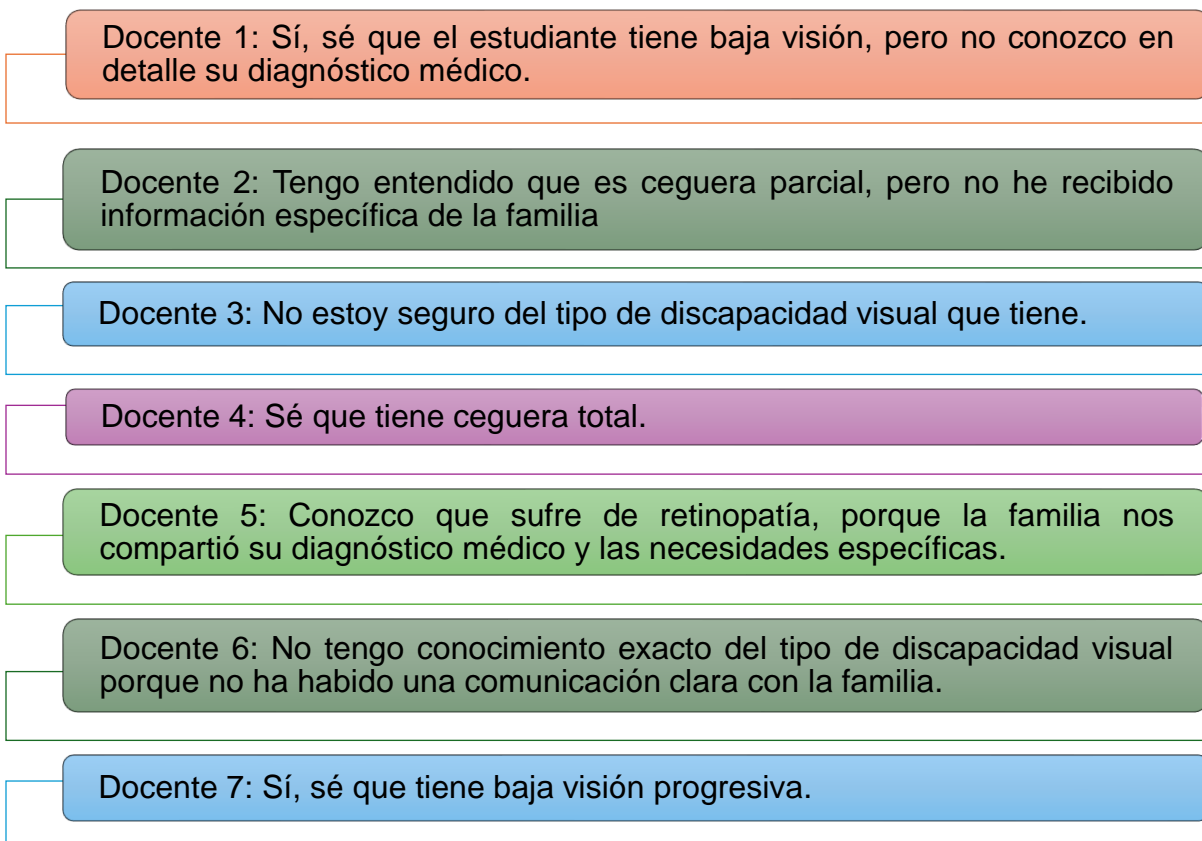 Docente 1: Sí, sé que el estudiante tiene baja visión, pero no conozco en
detalle su diagnóstico médico.
Docente 2: Tengo entendido que es ceguera parcial, pero no he recibido
información específica de la familia
Docente 3: No estoy seguro del tipo de discapacidad visual que tiene.
Docente 4: Sé que tiene ceguera total.
Docente 5: Conozco que sufre de retinopatía, porque la familia nos
compartió su diagnóstico médico y las necesidades específicas.
Docente 6: No tengo conocimiento exacto del tipo de discapacidad visual
porque no ha habido una comunicación clara con la familia.
Docente 7: Sí, sé que tiene baja visión progresiva.